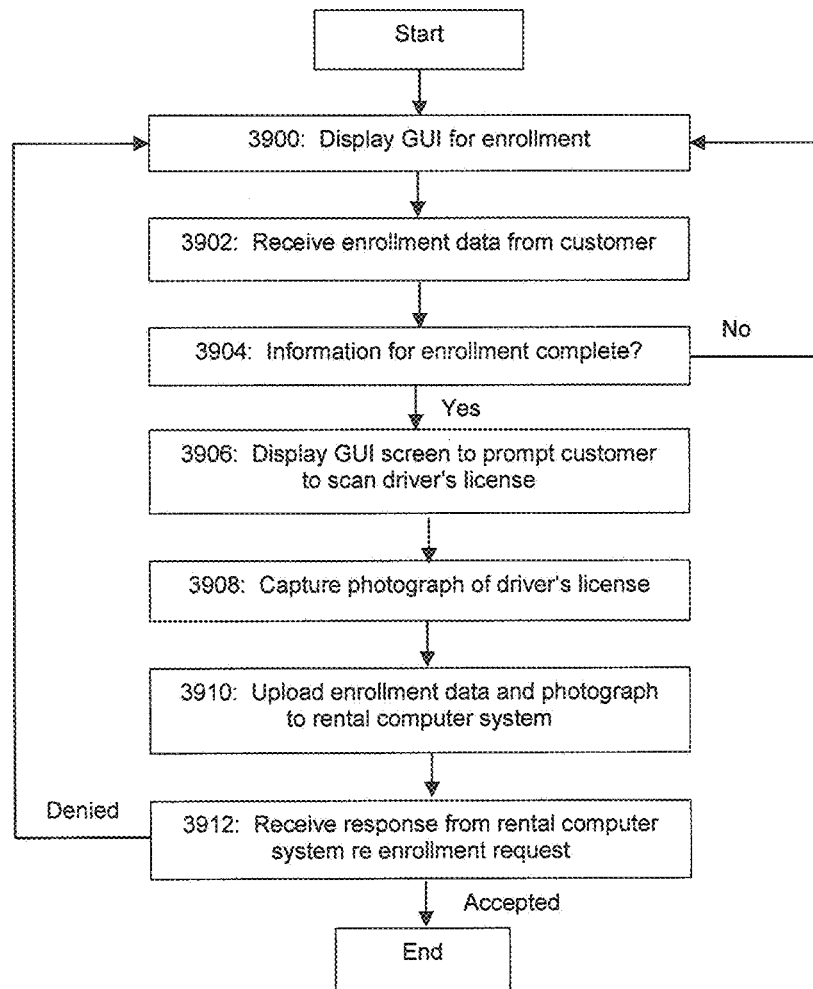 Start
3900: Display GUI for enrollment
3902: Receive enrollment data from customer
3904: Information for enrollment complete?
No
Yes
3906: Display GUI screen to prompt customer
to scan driver's license
3908: Capture photograph of driver's license
3910: Upload enrollment data and photograph
to rental computer system
Denied
3912: Receive response from rental computer
system re enrollment request
Accepted
End